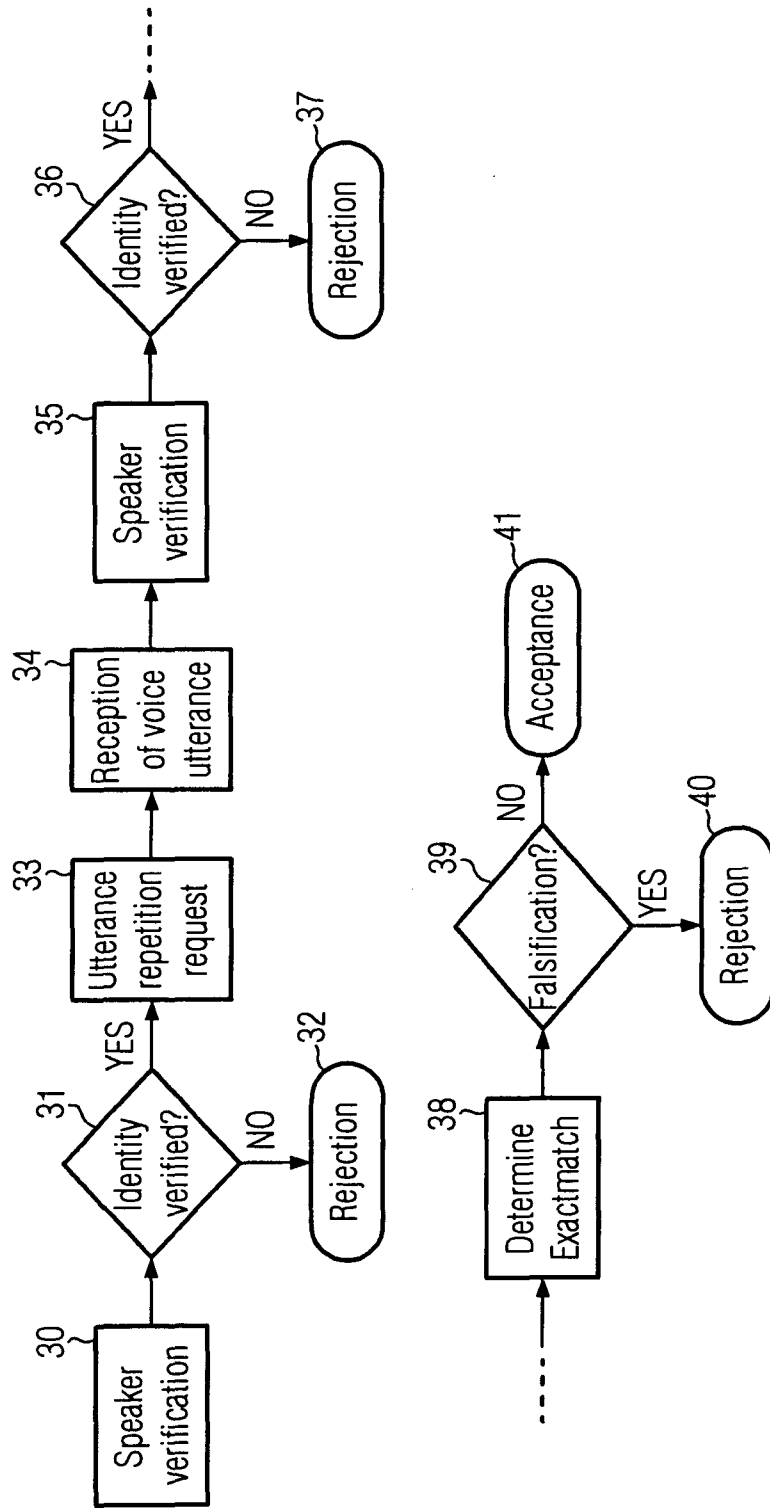 30
Speaker
verification
31
Identity
verified?
YES
NO
32
Rejection
33
Utterance
repetition
request
34
Reception
of voice
utterance
35
Speaker
verification
36
Identity
verified?
YES
NO
37
Rejection
38
Determine
Exactmatch
39
Falsification?
NO
YES
40
Rejection
41
Acceptance